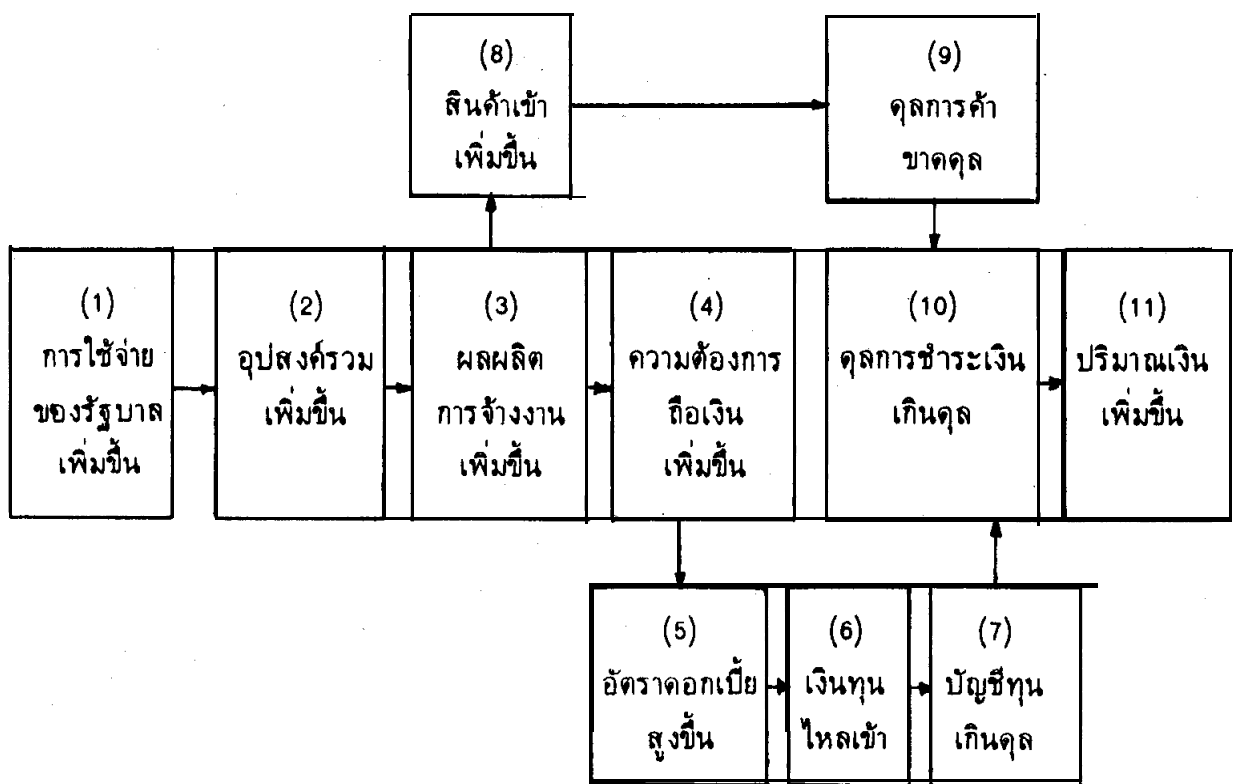 (8)
สินค้าเข้า
เพิ่มขึ้น
(9)
ดุลการค้า
ขาดดุล
(1)
การใช้จ่าย
ของรัฐบาล
เพิ่มขึ้น
(2)
อุปสงค์รวม
เพิ่มขึ้น
(3)
ผลผลิต
การจ้างงาน
เพิ่มขึ้น
(4)
ความต้องการ
ถือเงิน
เพิ่มขึ้น
(10)
ดุลการชำระเงิน
เกินดุล
(11)
ปริมาณเงิน
เพิ่มขึ้น
(5)
อัตราดอกเบี้ย
สูงขึ้น
(6)
เงินทุน
ไหลเข้า
(7)
บัญชีทุน
เกินดุล